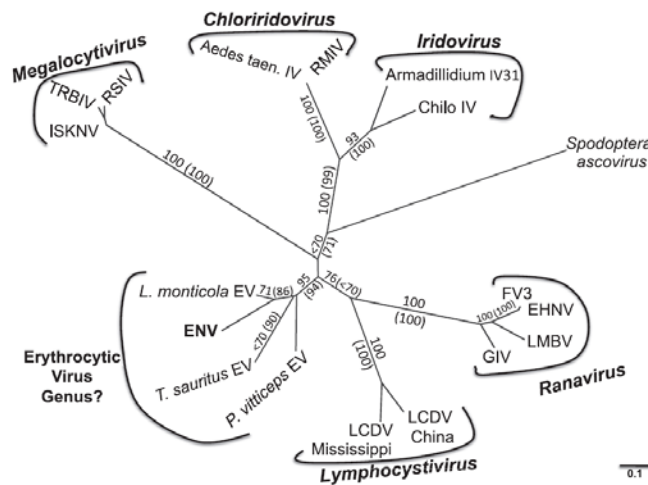 Chloriridovirus
Aedes taen. IV
RMIV
Iridovirus
Armadillidium IV31
Chilo IV
Megalocytivirus
TRBIV
RSIV
ISKNV
100 (100)
93
(100)
Spodoptera
ascovirus
100 (100)
100 (99)
<70
(71)
L. monticola EV
71(86)
95
(94)
76(<70)
ENV
<70 (90)
Erythrocytic
Virus
Genus?
T. sauritus EV
P. vitticeps EV
100
(100)
100 (100)
FV3
EHNV
LMBV
GIV
Ranavirus
100
(100)
LCDV
Mississippi
LCDV
China
Lymphocystivirus
0.1